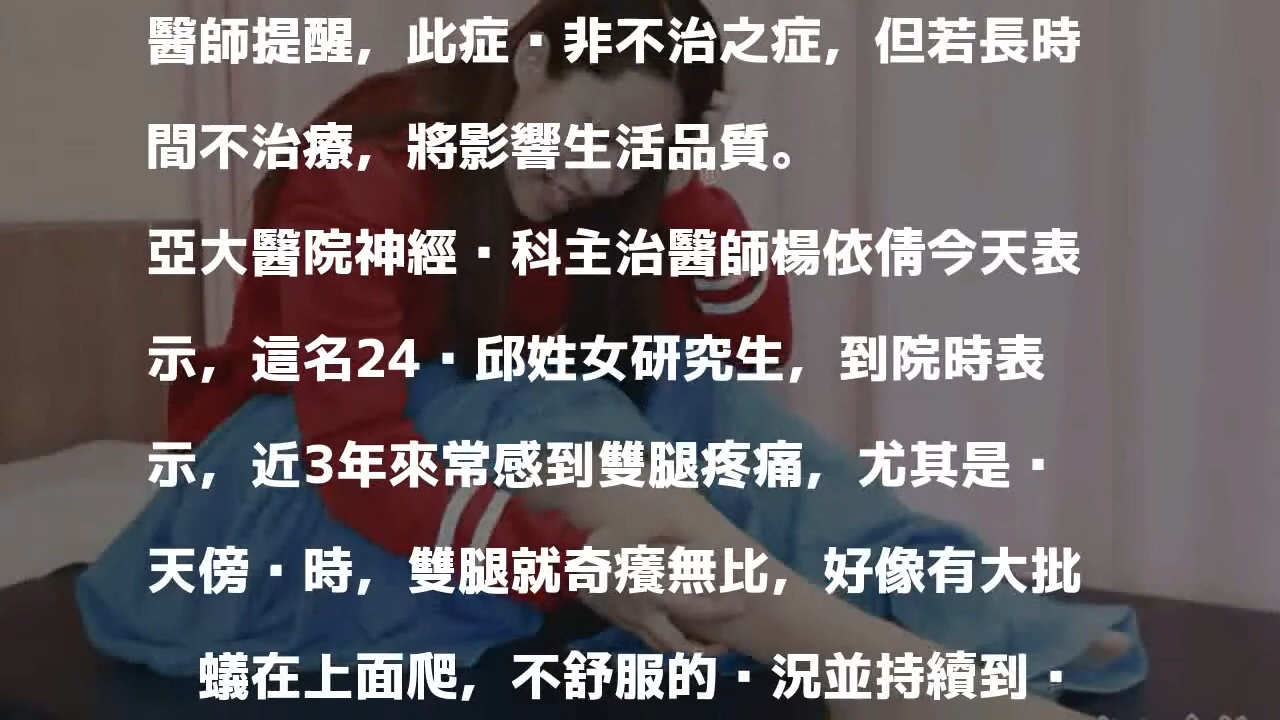 醫師提醒，此症▪非不治之症，但若長時
間不治療，將影響生活品質。
亞大醫院神經▪科主治醫師楊依倩今天表
示，這名24▪邱姓女研究生，到院時表
示，近3年來常感到雙腿疼痛，尤其是▪
天傍▪時，雙腿就奇癢無比，好像有大批
蟻在上面爬，不舒服的▪況並持續到▪